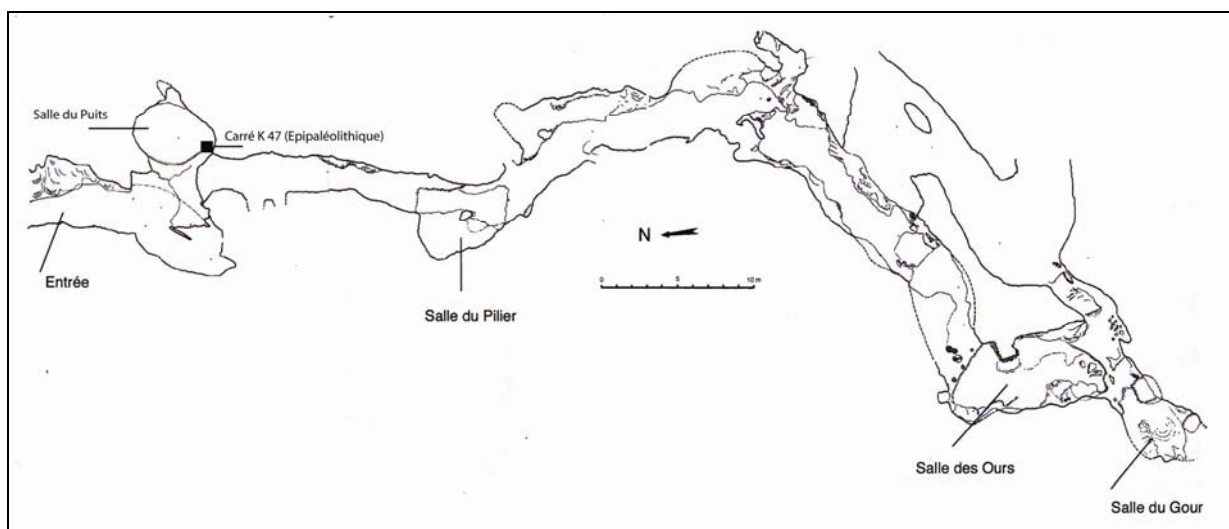 Salle du Puits
Carré K 47 (Epipaléolithique)
Entrée
N
Salle du Pilier
0 5 10 m
Salle des Ours
Salle du Gour